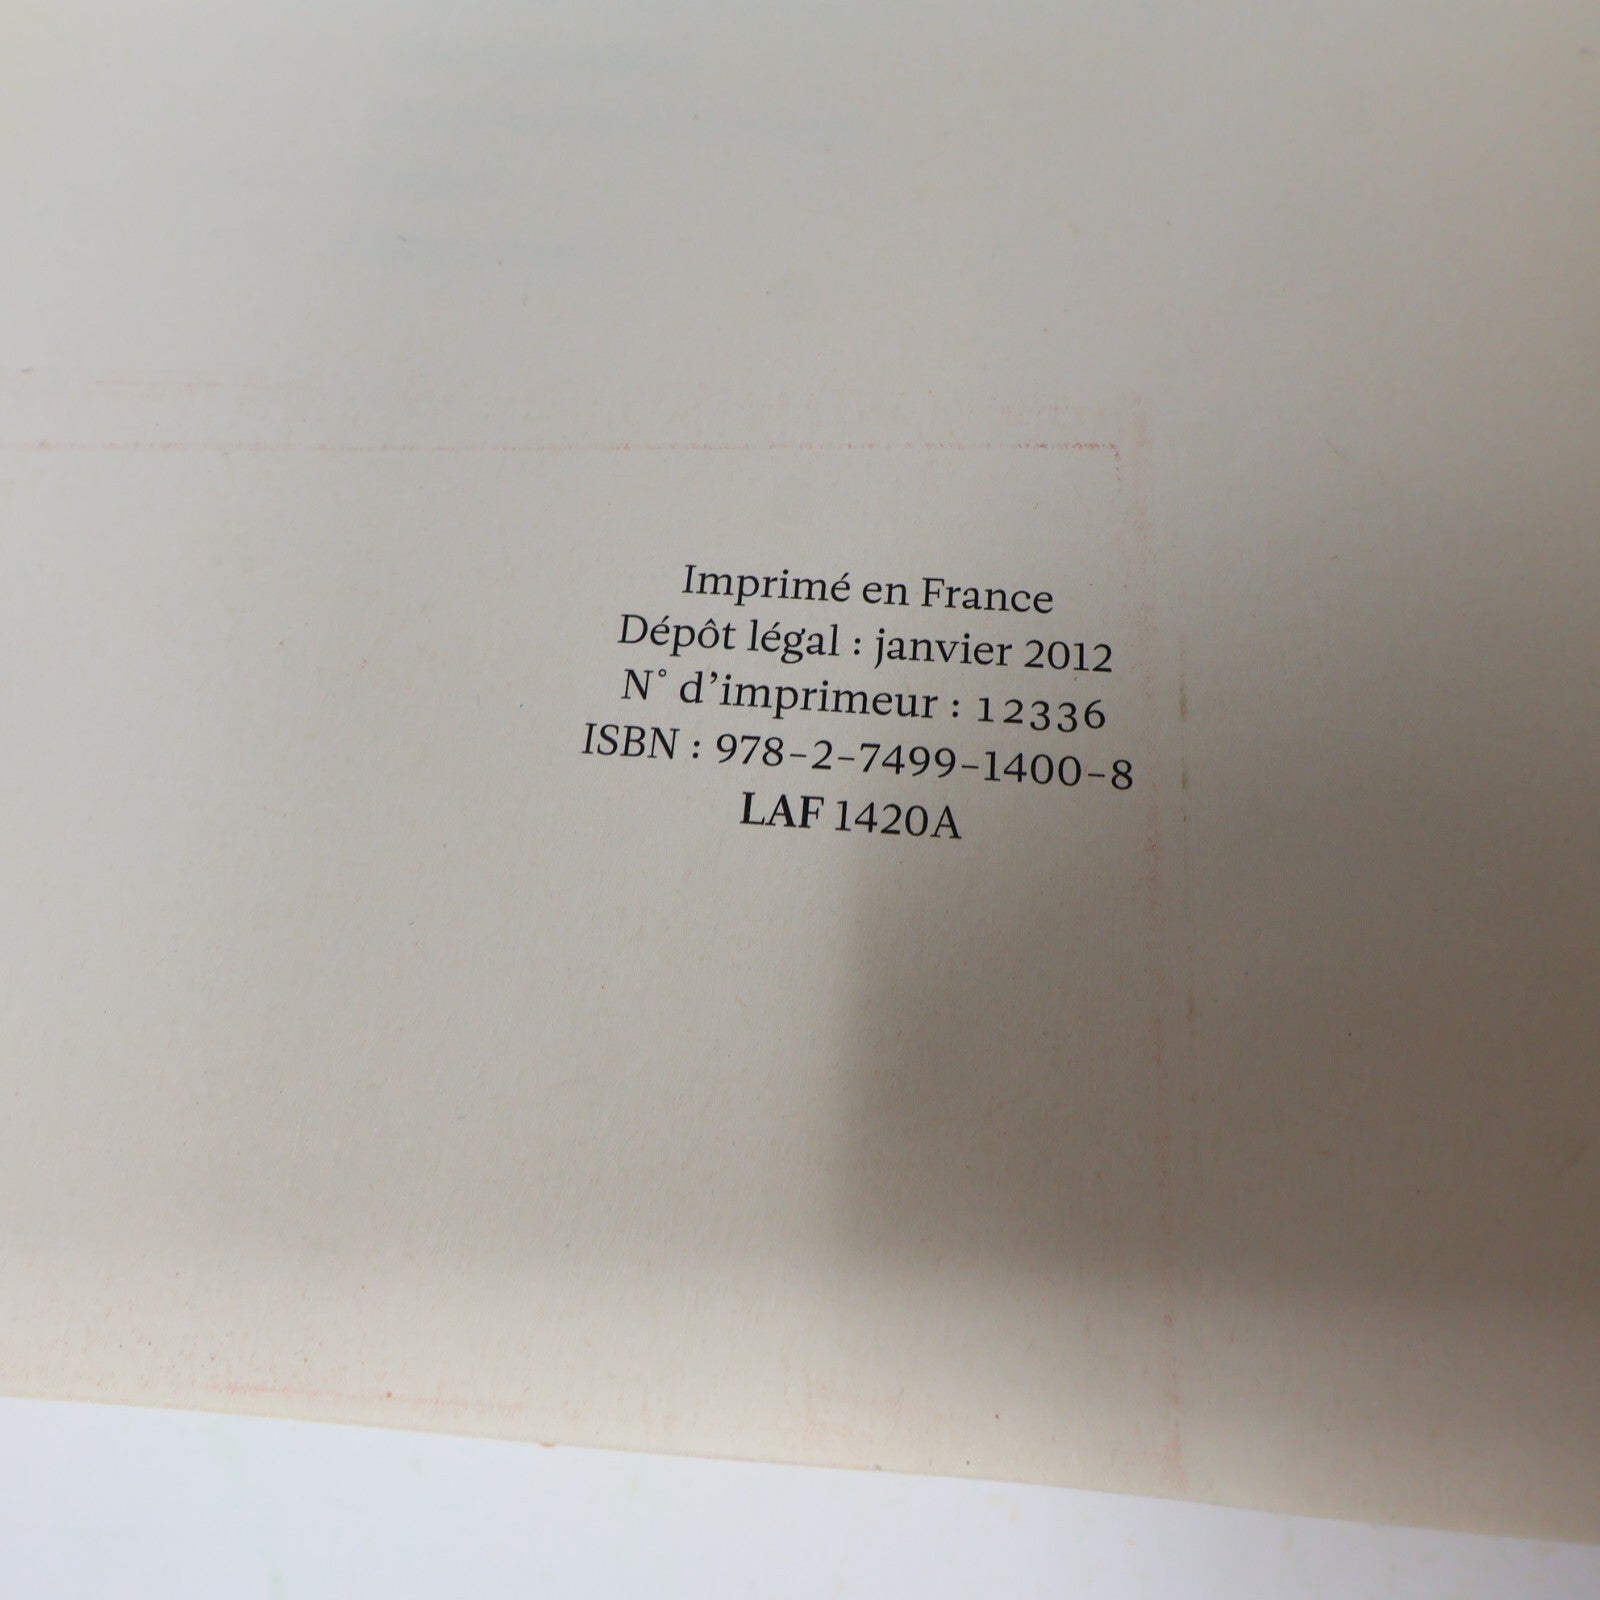 Imprimé en France
Dépôt légal : janvier 2012
N° d’imprimeur : 12336
ISBN : 978-2-7499-1400-8
LAF 1420A